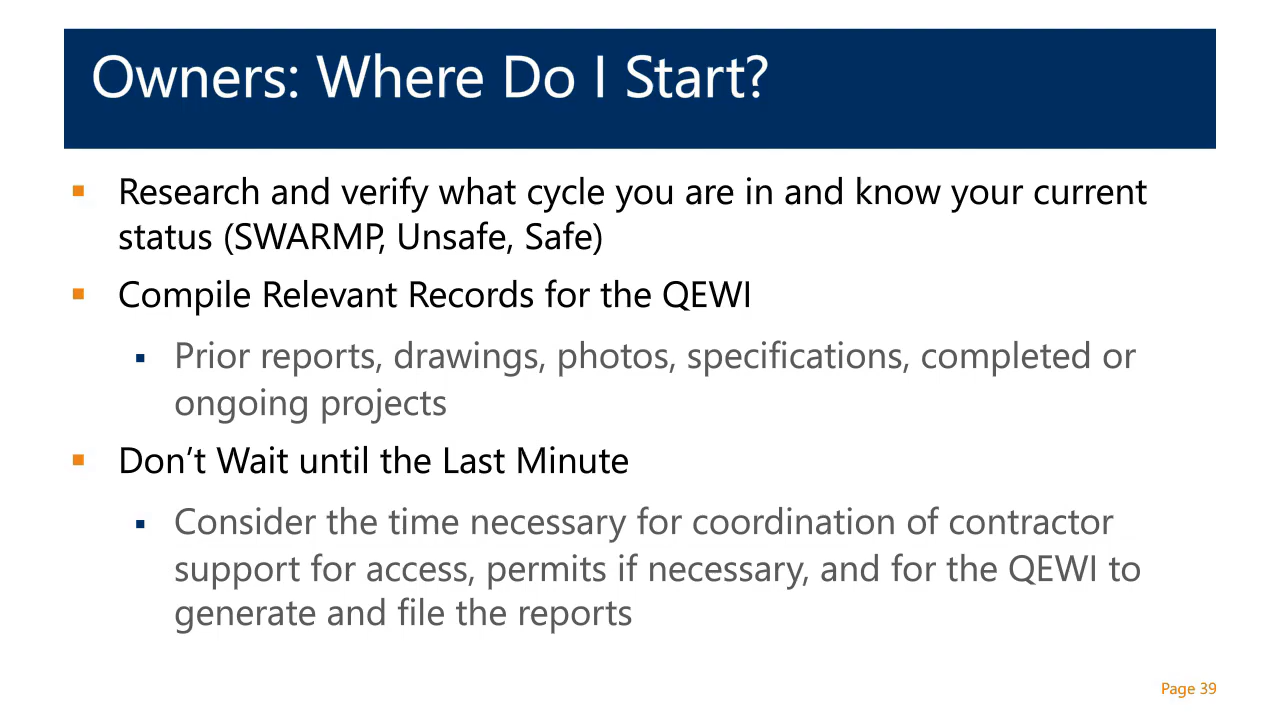 Owners: Where Do I Start?
Research and verify what cycle you are in and know your current
status (SWARMP, Unsafe, Safe)
Compile Relevant Records for the QEWI
Prior reports, drawings, photos, specifications, completed or
ongoing projects
Don’t Wait until the Last Minute
Consider the time necessary for coordination of contractor
support for access, permits if necessary, and for the QEWI to
generate and file the reports
Page 39